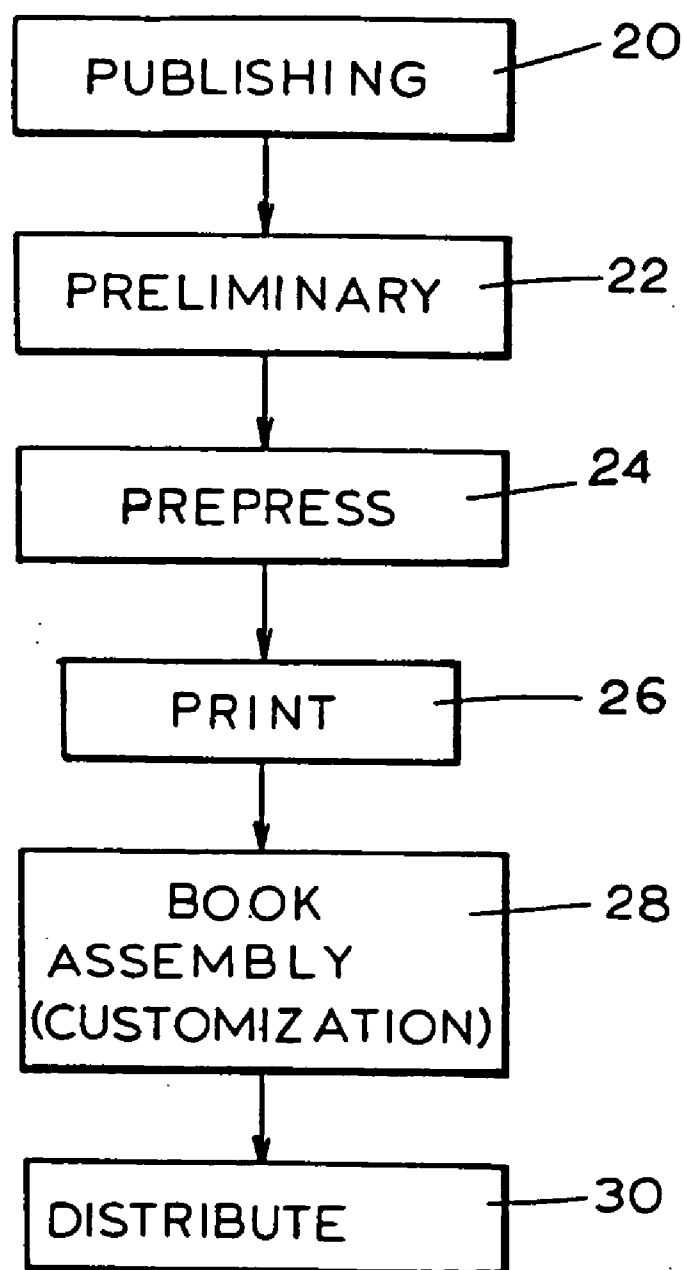 PUBLISHING
20
PRELIMINARY
22
PREPRESS
24
PRINT
26
BOOK
ASSEMBLY
(CUSTOMIZATION)
28
DISTRIBUTE
30